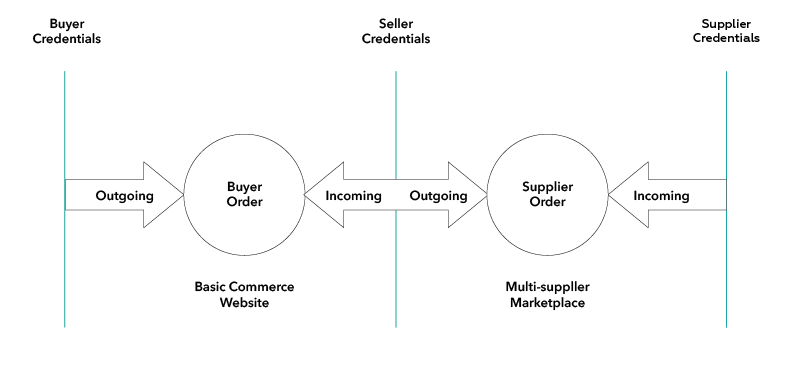 Buyer
Credentials
Seller
Credentials
Supplier
Credentials
Outgoing
Buyer
Order
Incoming
Outgoing
Supplier
Order
Incoming
Basic Commerce
Website
Multi-suppller
Marketplace